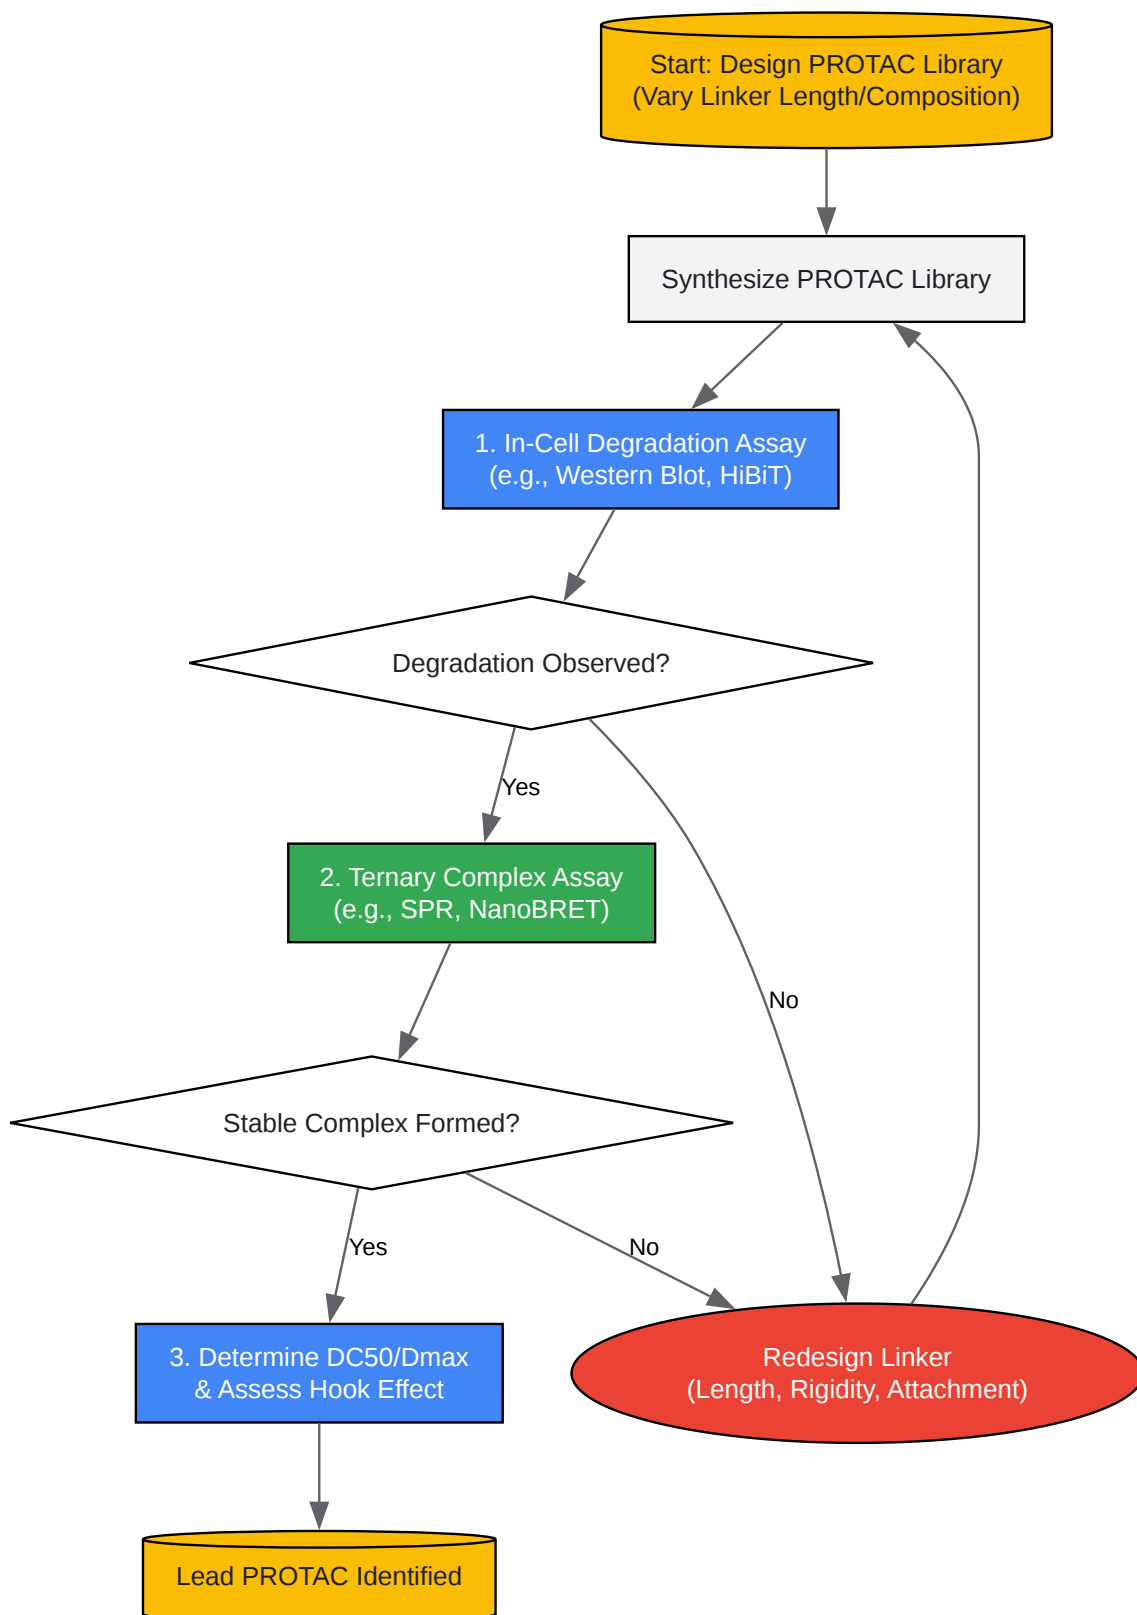 Start: Design PROTAC Library
(Vary Linker Length/Composition)
Synthesize PROTAC Library
1. In-Cell Degradation Assay
(e.g., Western Blot, HiBiT)
Degradation Observed?
Yes
2. Ternary Complex Assay
(e.g., SPR, NanoBRET)
No
Stable Complex Formed?
Yes
No
3. Determine DC50/Dmax
& Assess Hook Effect
Redesign Linker
(Length, Rigidity, Attachment)
Lead PROTAC Identified